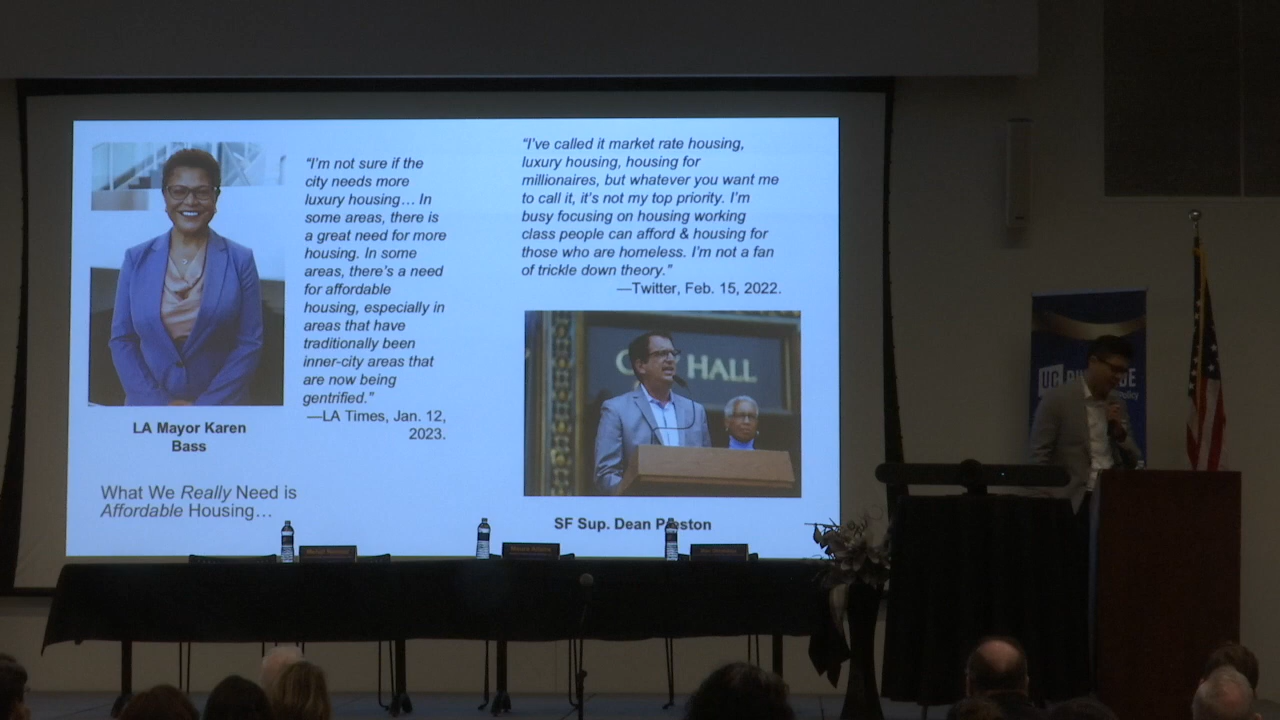 “I’m not sure if the
city needs more
luxury housing… In
some areas, there is
a great need for more
housing. In some
areas, there’s a need
for affordable
housing, especially in
areas that have
traditionally been
inner-city areas that
are now being
gentrified.”
—LA Times, Jan. 12,
2023.
LA Mayor Karen
Bass
What We Really Need is
Affordable Housing…
“I’ve called it market rate housing,
luxury housing, housing for
millionaires, but whatever you want me
to call it, it’s not my top priority. I’m
busy focusing on housing working
class people can afford & housing for
those who are homeless. I’m not a fan
of trickle down theory.”
—Twitter, Feb. 15, 2022.
HALL
SF Sup. Dean Preston
UC